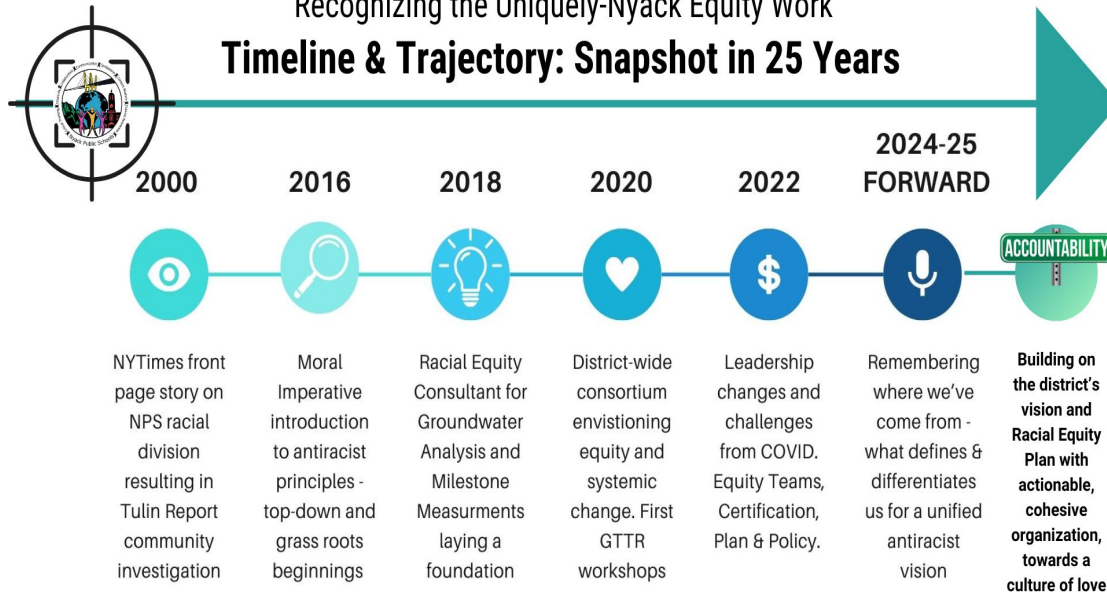 Recognizing the Uniquely-Nyack Equity Work
Timeline & Trajectory: Snapshot in 25 Years
Nyack Public Schools
2000
NYTimes front
page story on
NPS racial
division
resulting in
Tulin Report
community
investigation
2016
Moral
Imperative
introduction
to antiracist
principles -
top-down and
grass roots
beginnings
2018
Racial Equity
Consultant for
Groundwater
Analysis and
Milestone
Measurments
laying a
foundation
2020
District-wide
consortium
envistioning
equity and
systemic
change. First
GTTR
workshops
2022
$
Leadership
changes and
challenges
from COVID.
Equity Teams,
Certification,
Plan & Policy.
2024-25
FORWARD
Remembering
where we've
come from -
what defines &
differentiates
us for a unified
antiracist
vision
ACCOUNTABILITY
Building on
the district's
vision and
Racial Equity
Plan with
actionable,
cohesive
organization,
towards a
culture of love